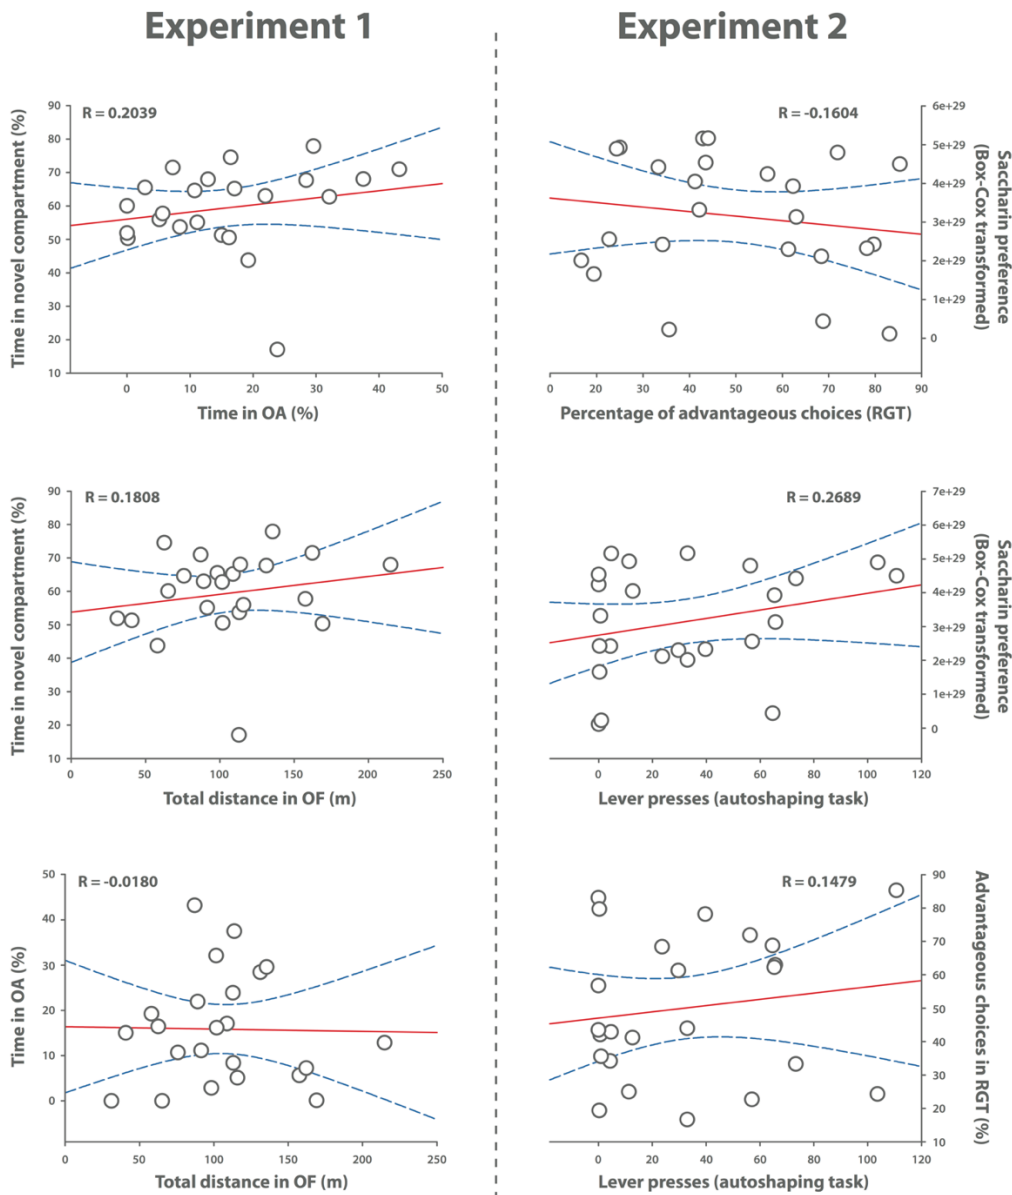 Experiment 1
Experiment 2
R = 0.2039
90
80
70
60
50
40
30
20
10
Time in novel compartment (%)
0
10
20
30
40
50
Time in OA (%)
R = -0.1604
6e+29
5e+29
4e+29
3e+29
2e+29
1e+29
0
Saccharin preference
(Box-Cox transformed)
0
20
30
40
50
60
70
80
90
Percentage of advantageous choices (RGT)
R = 0.1808
90
80
70
60
50
40
30
20
10
Time in novel compartment (%)
0
50
100
150
200
250
Total distance in OF (m)
R = 0.2689
7e+29
6e+29
5e+29
4e+29
3e+29
2e+29
1e+29
0
Saccharin preference
(Box-Cox transformed)
0
20
40
60
80
100
120
Lever presses (autoshaping task)
R = -0.0180
50
40
30
20
10
0
Time in OA (%)
0
50
100
150
200
250
Total distance in OF (m)
R = 0.1479
90
80
70
60
50
40
30
20
10
Advantageous choices in RGT (%)
0
20
40
60
80
100
120
Lever presses (autoshaping task)